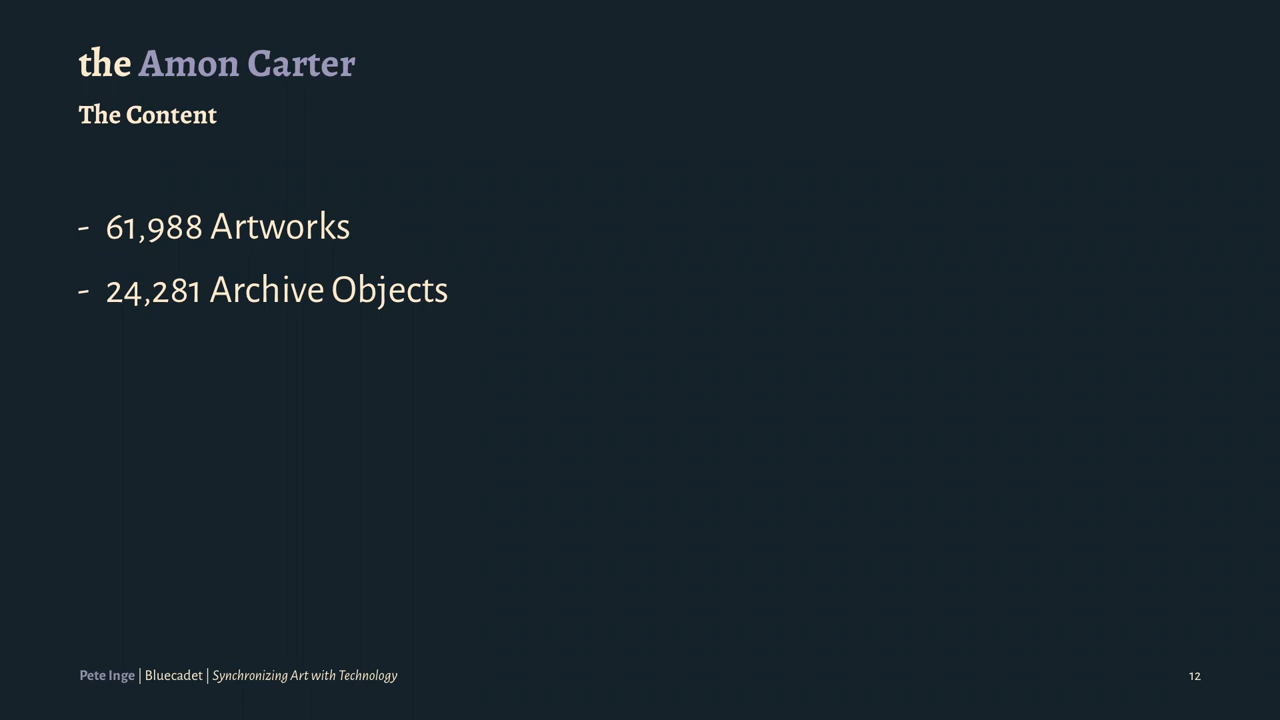 the Amon Carter
The Content
- 61,988 Artworks
- 24,281 Archive Objects
Pete Inge | Bluecadet | Synchronizing Art with Technology
12